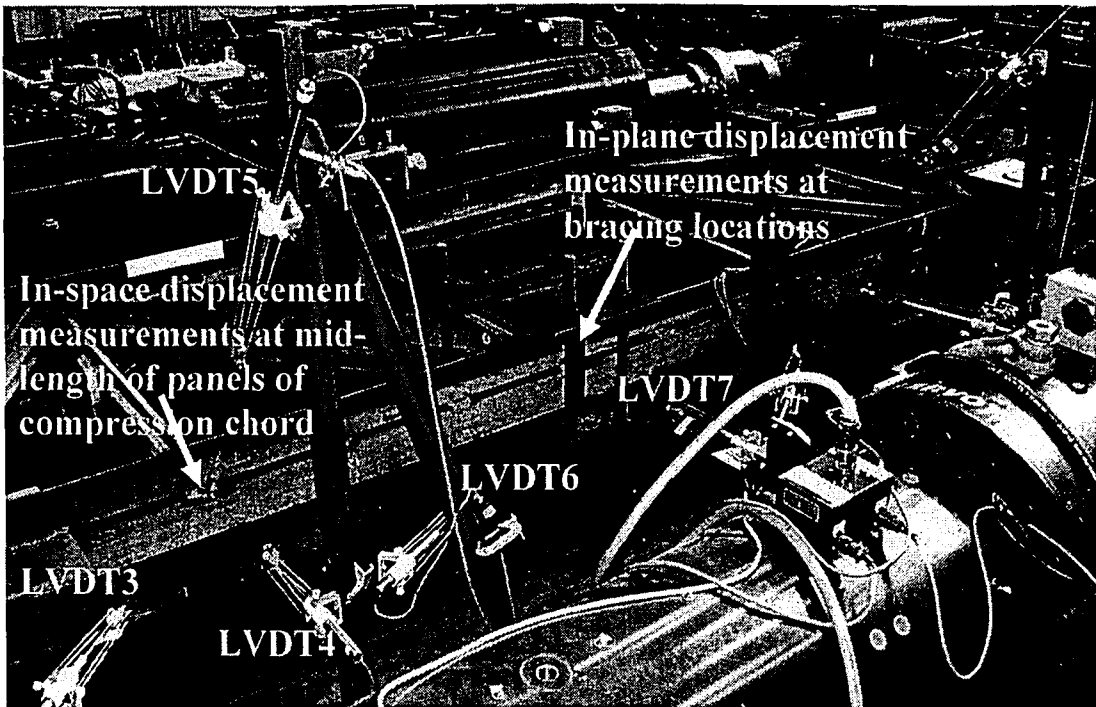 In-plane displacement
measurements at
bracing locations
LVDT5
In-space displacement
measurements at mid-
length of panels of
compression chord
LVDT7
LVDT6
LVDT3
LVDT4